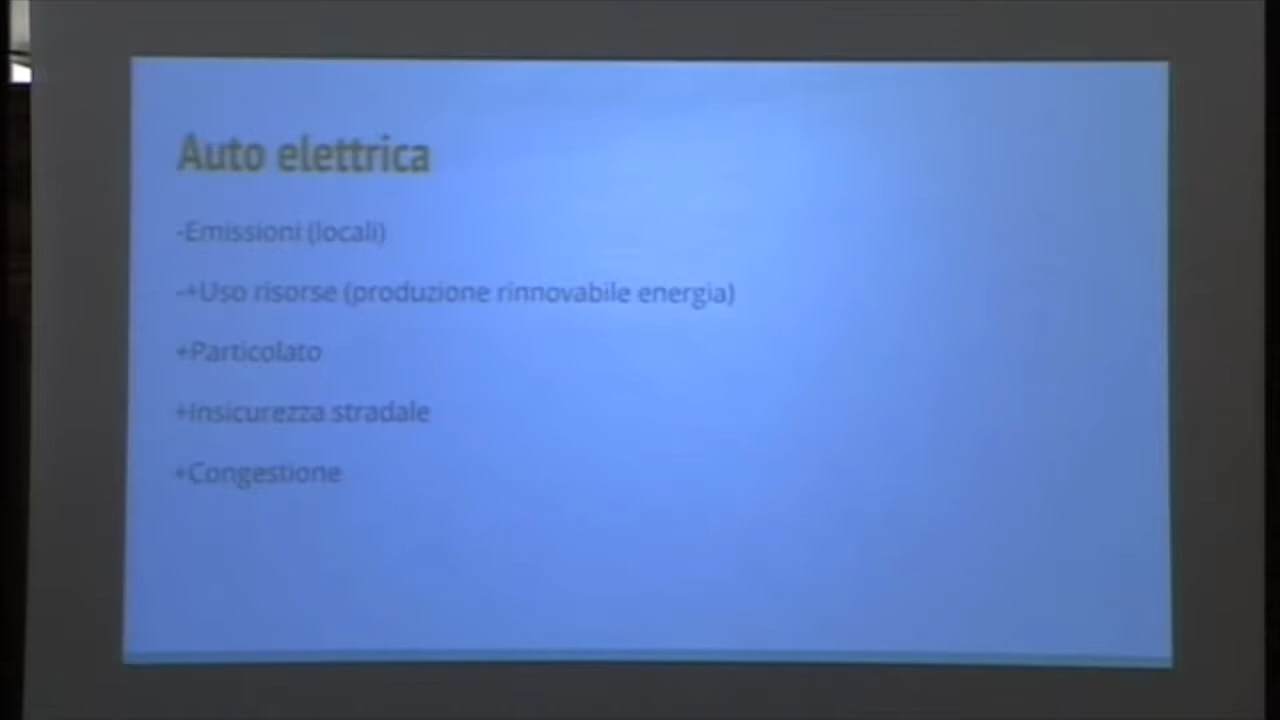 Auto elettrica
-Emissioni (locali)
-+Uso risorse (produzione rinnovabile energia)
+Particolato
+Insicurezza stradale
+Congestione